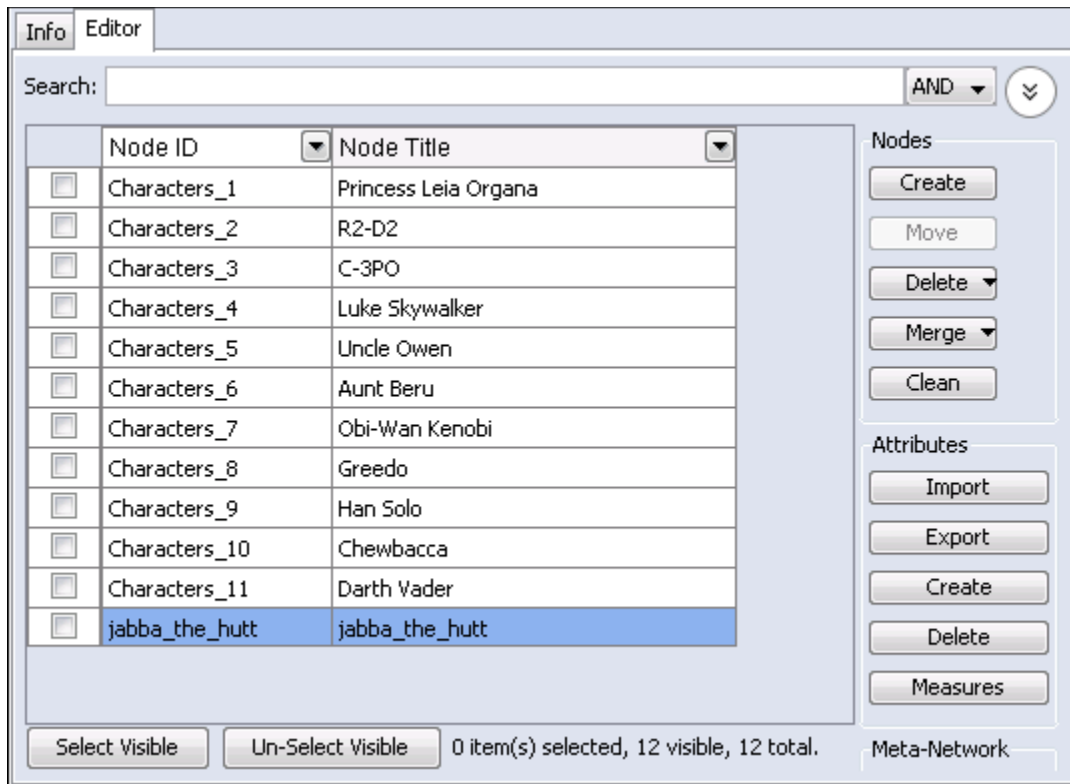 Info Editor
Search: AND
Node ID Node Title
Characters_1 Princess Leia Organa
Characters_2 R2-D2
Characters_3 C-3PO
Characters_4 Luke Skywalker
Characters_5 Uncle Owen
Characters_6 Aunt Beru
Characters_7 Obi-Wan Kenobi
Characters_8 Greedo
Characters_9 Han Solo
Characters_10 Chewbacca
Characters_11 Darth Vader
jabba_the_hutt jabba_the_hutt
Select Visible Un-Select Visible 0 item(s) selected, 12 visible, 12 total.
Nodes
Create
Move
Delete
Merge
Clean
Attributes
Import
Export
Create
Delete
Measures
Meta-Network